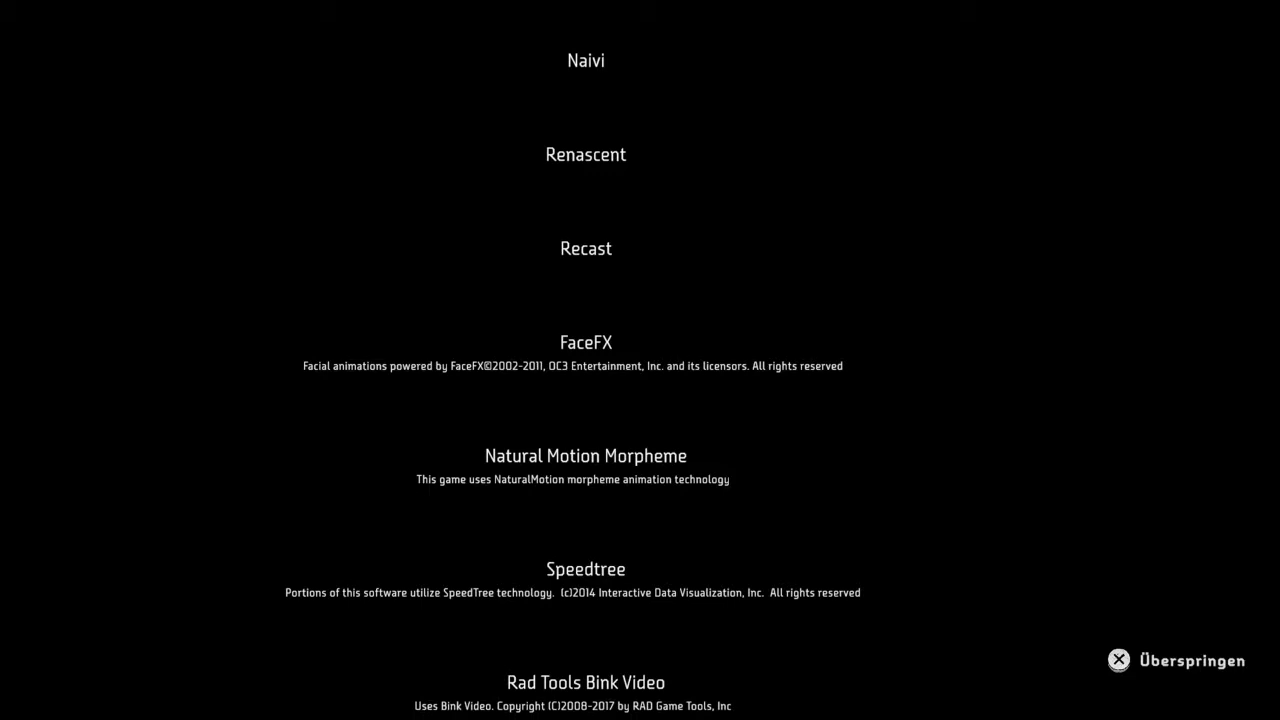 Naivi
Renascent
Recast
FaceFX
Facial animations powered by FaceFX©2002-2011, OC3 Entertainment, Inc. and its licensors. All rights reserved
Natural Motion Morpheme
This game uses NaturalMotion morpheme animation technology
Speedtree
Portions of this software utilize SpeedTree technology.  (c)2014 Interactive Data Visualization, Inc.  All rights reserved
Überspringen
Rad Tools Bink Video
Uses Bink Video. Copyright (C)2008-2017 by RAD Game Tools, Inc